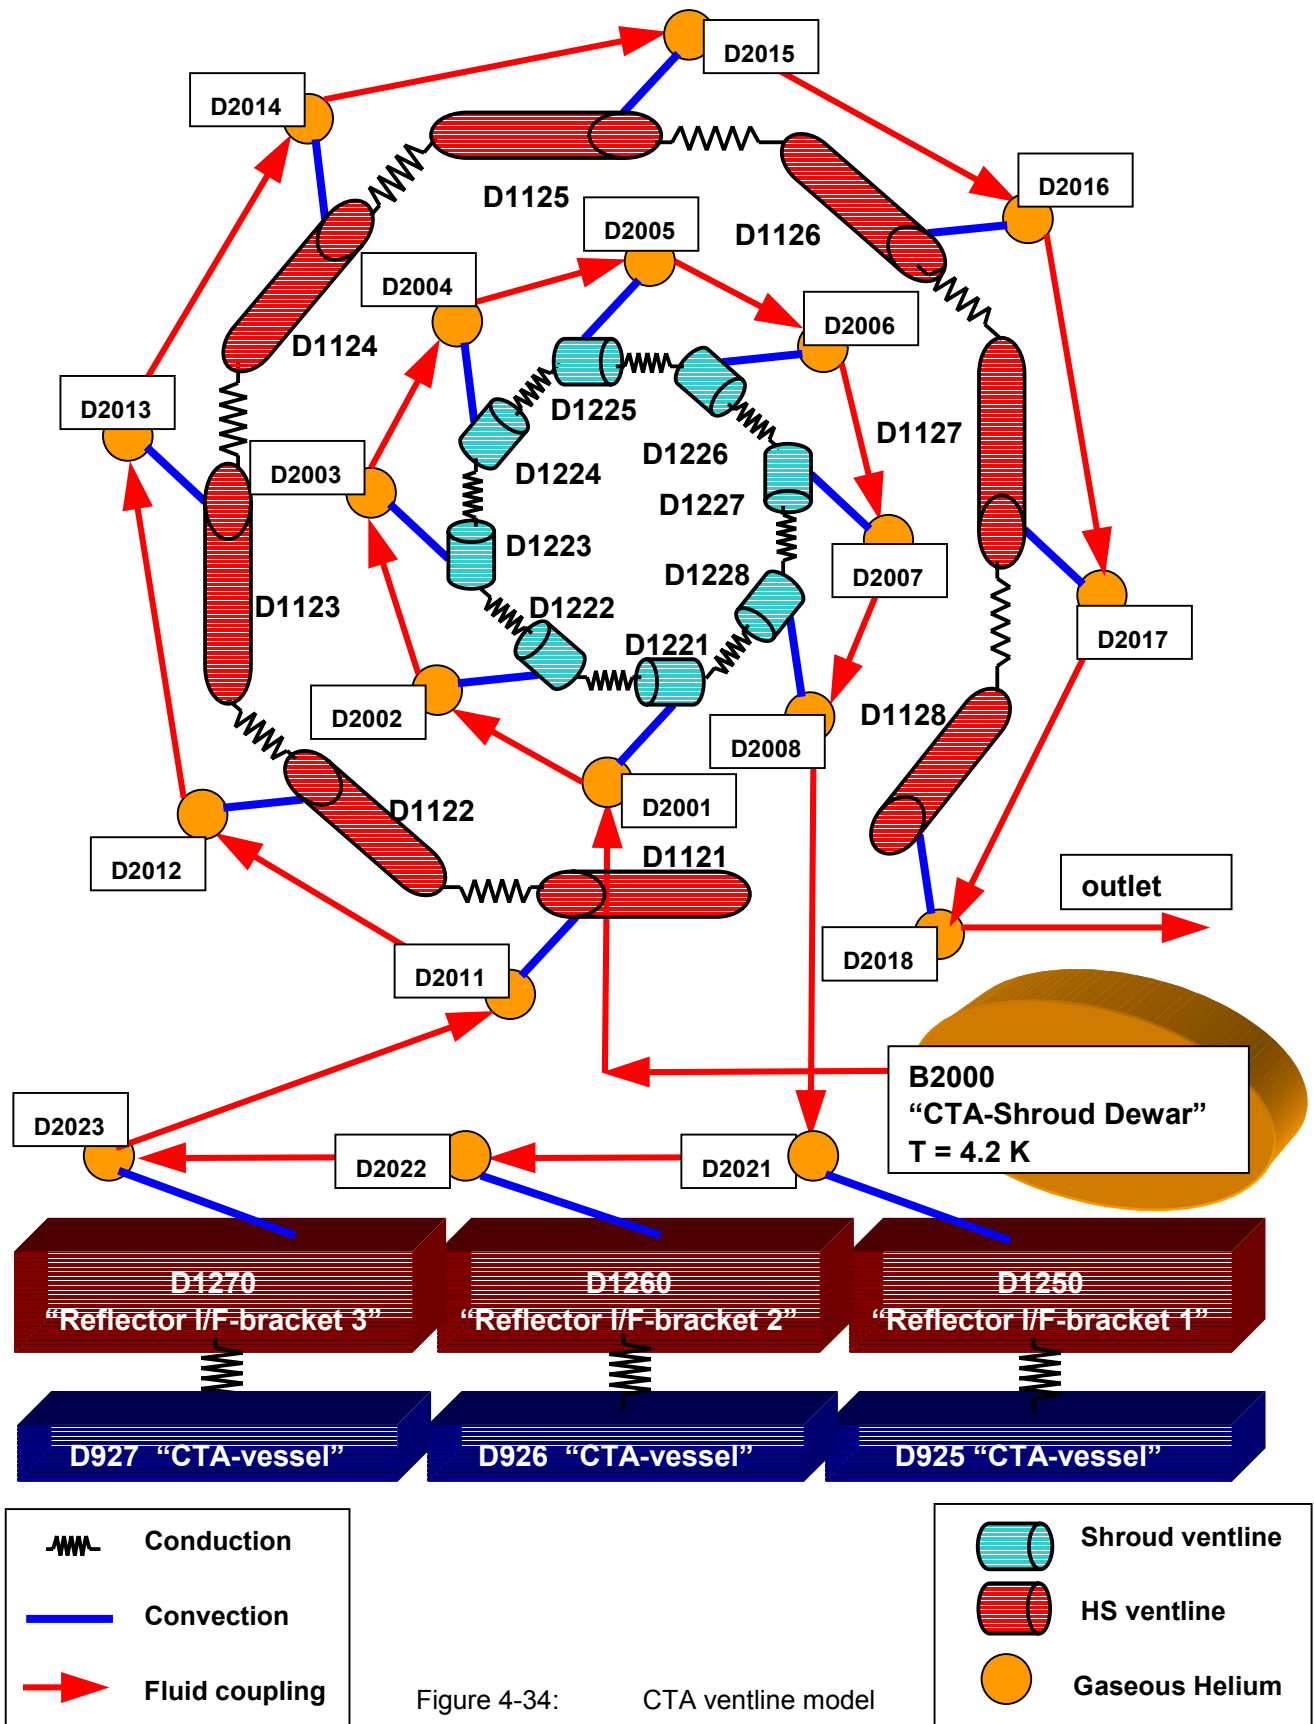 D2015
D2014
D2016
D1125
D2005
D1126
D2004
D2006
D1124
D2013
D1225
D1127
D1226
D1224
D2003
D1227
D1223
D1228
D2007
D1123
D1222
D1221
D2017
D2002
D1128
D2008
D1122
D2001
D1121
D2012
outlet
D2018
D2011
B2000
“CTA-Shroud Dewar”
T = 4.2 K
D2023
D2022
D2021
D1270
“Reflector I/F-bracket 3”
D1260
“Reflector I/F-bracket 2”
D1250
“Reflector I/F-bracket 1”
D927 “CTA-vessel”
D926 “CTA-vessel”
D925 “CTA-vessel”
Conduction
Convection
Fluid coupling
Shroud ventline
HS ventline
Gaseous Helium
Figure 4-34: CTA ventline model